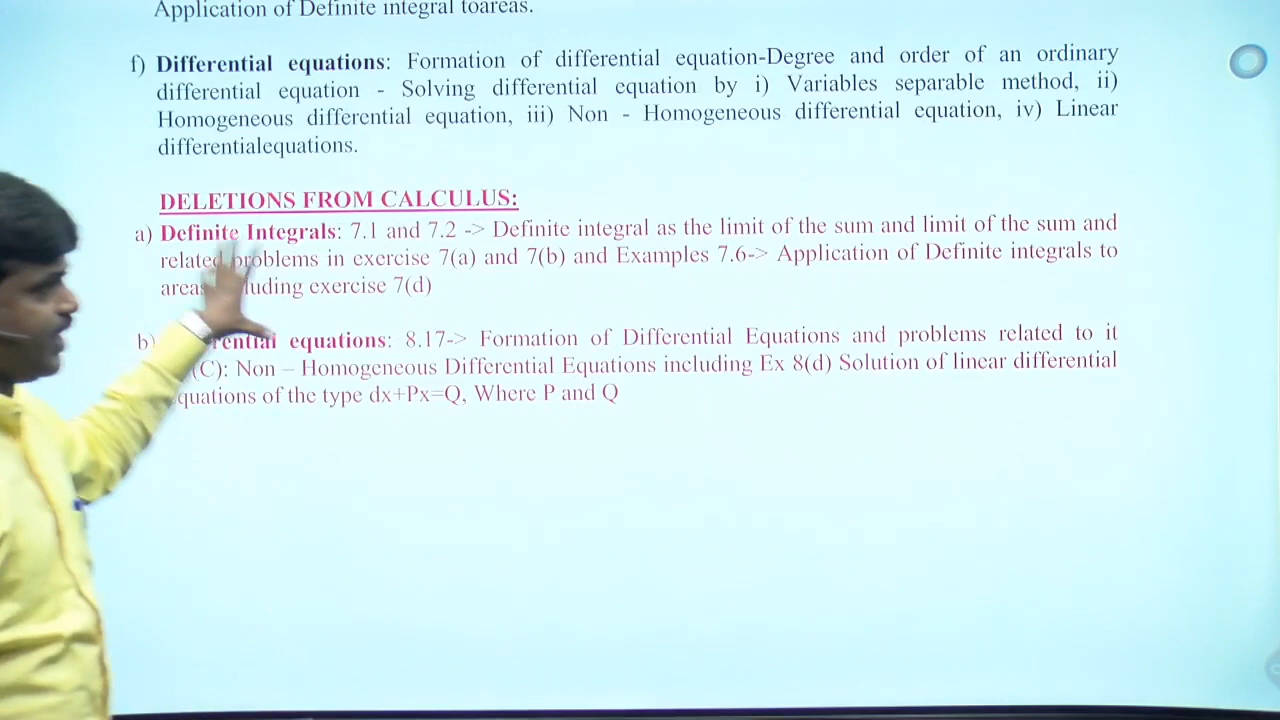 Application of Definite integral toareas.
f) Differential equations: Formation of differential equation-Degree and order of an ordinary
differential equation - Solving differential equation by i) Variables separable method, ii)
Homogeneous differential equation, iii) Non - Homogeneous differential equation, iv) Linear
differentialequations.
DELETIONS FROM CALCULUS:
a) Definite Integrals: 7.1 and 7.2 -> Definite integral as the limit of the sum and limit of the sum and
related problems in exercise 7(a) and 7(b) and Examples 7.6-> Application of Definite integrals to
areas luding exercise 7(d)
b) rential equations: 8.17-> Formation of Differential Equations and problems related to it
(C): Non – Homogeneous Differential Equations including Ex 8(d) Solution of linear differential
quations of the type dx+Px=Q, Where P and Q